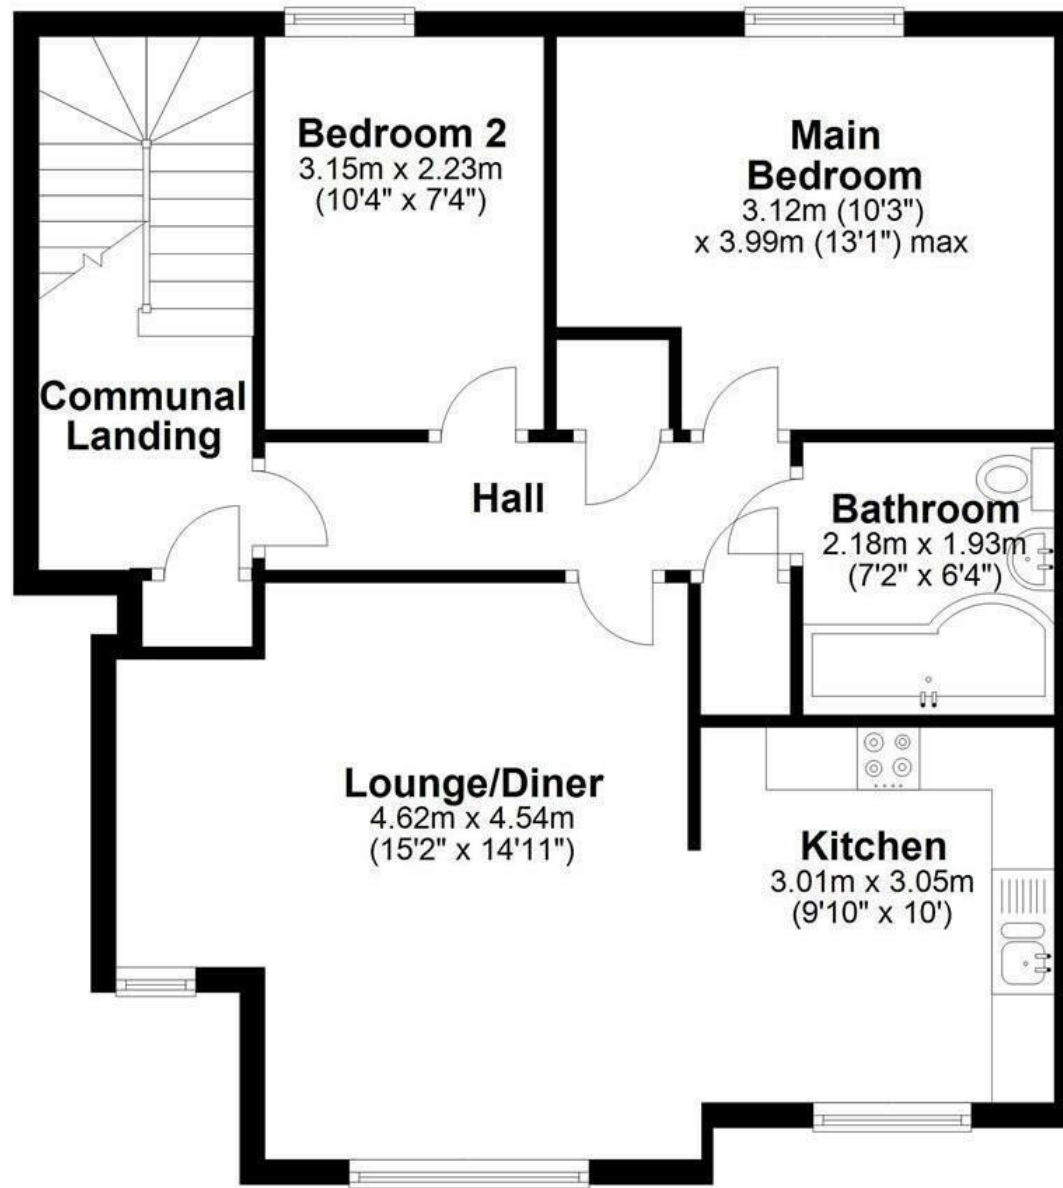 Bedroom 2
3.15m x 2.23m
(10'4" x 7'4")
Main
Bedroom
3.12m (10'3")
x 3.99m (13'1") max
Communal
Landing
Hall
Bathroom
2.18m x 1.93m
(7'2" x 6'4")
Lounge/Diner
4.62m x 4.54m
(15'2" x 14'11")
Kitchen
3.01m x 3.05m
(9'10" x 10')